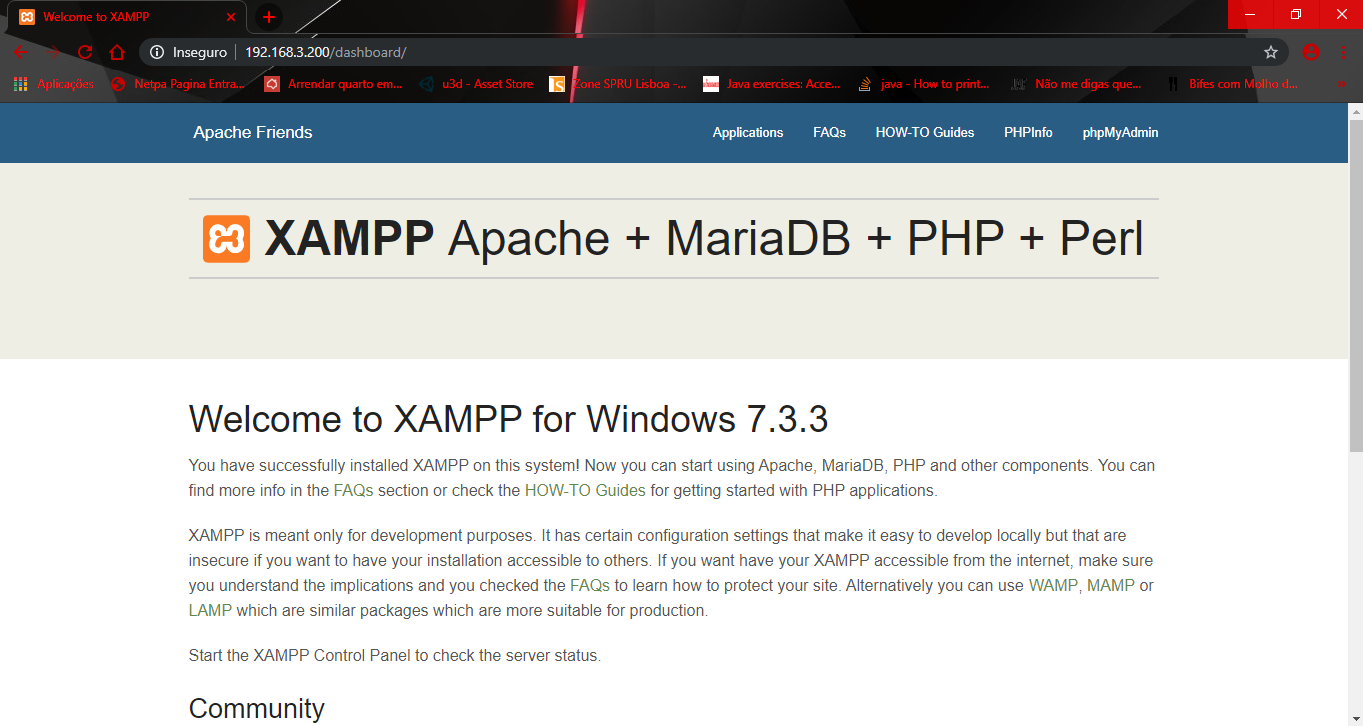 Welcome to XAMPP
Inseguro 192.168.3.200/dashboard/
Aplicações Netpa Pagina Entra... Arrendar quarto em... u3d - Asset Store Zone SPRU Lisboa -... Java exercises: Acce... java - How to print... Não me digas que... Bifes com Molho d...
Apache Friends Applications FAQs HOW-TO Guides PHPInfo phpMyAdmin
XAMPP Apache + MariaDB + PHP + Perl
Welcome to XAMPP for Windows 7.3.3
You have successfully installed XAMPP on this system! Now you can start using Apache, MariaDB, PHP and other components. You can
find more info in the FAQs section or check the HOW-TO Guides for getting started with PHP applications.
XAMPP is meant only for development purposes. It has certain configuration settings that make it easy to develop locally but that are
insecure if you want to have your installation accessible to others. If you want have your XAMPP accessible from the internet, make sure
you understand the implications and you checked the FAQs to learn how to protect your site. Alternatively you can use WAMP, MAMP or
LAMP which are similar packages which are more suitable for production.
Start the XAMPP Control Panel to check the server status.
Community